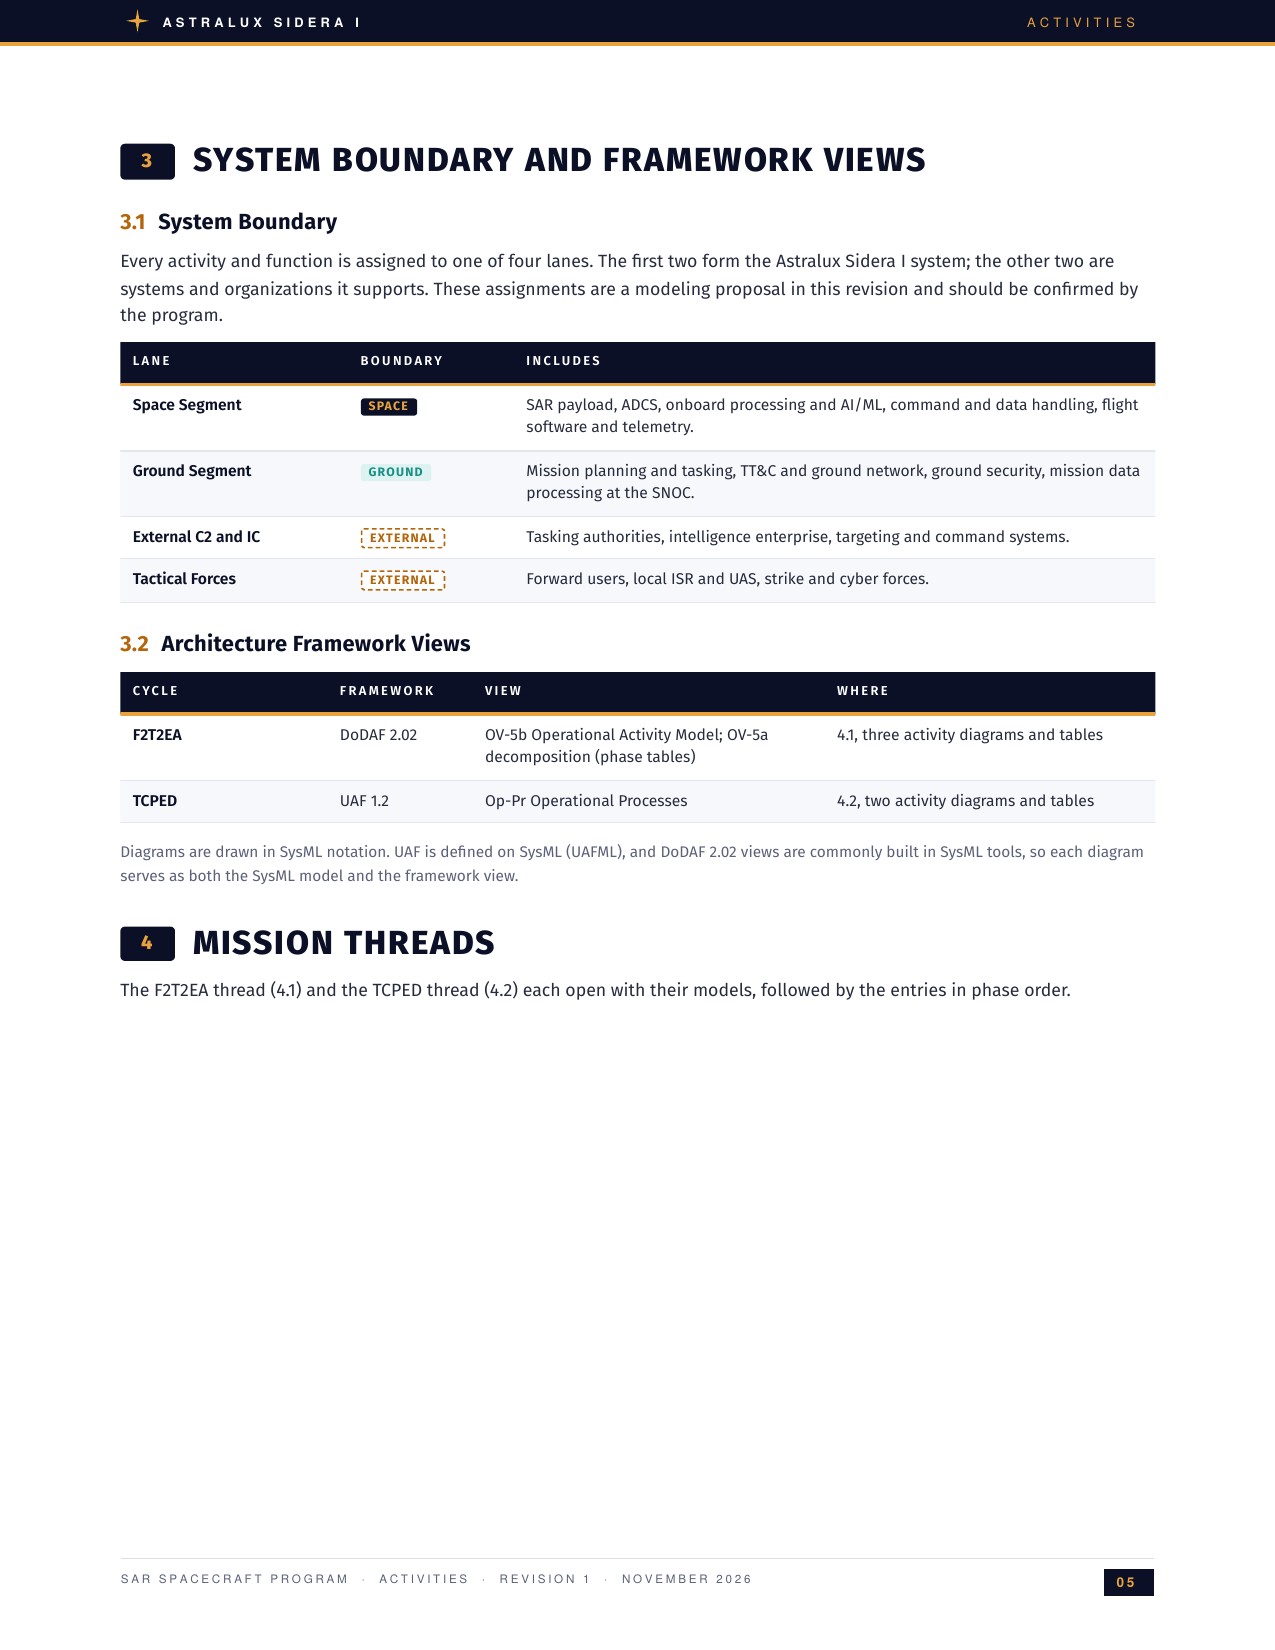 ASTRALUX SIDERA I
ACTIVITIES
3 SYSTEM BOUNDARY AND FRAMEWORK VIEWS
3.1 System Boundary
Every activity and function is assigned to one of four lanes. The first two form the Astralux Sidera I system; the other two are
systems and organizations it supports. These assignments are a modeling proposal in this revision and should be confirmed by
the program.
LANE BOUNDARY INCLUDES
Space Segment SPACE SAR payload, ADCS, onboard processing and AI/ML, command and data handling, flight
software and telemetry.
Ground Segment GROUND Mission planning and tasking, TT&C and ground network, ground security, mission data
processing at the SNOC.
External C2 and IC EXTERNAL Tasking authorities, intelligence enterprise, targeting and command systems.
Tactical Forces EXTERNAL Forward users, local ISR and UAS, strike and cyber forces.
3.2 Architecture Framework Views
CYCLE FRAMEWORK VIEW WHERE
F2T2EA DoDAF 2.02 OV-5b Operational Activity Model; OV-5a 4.1, three activity diagrams and tables
decomposition (phase tables)
TCPED UAF 1.2 Op-Pr Operational Processes 4.2, two activity diagrams and tables
Diagrams are drawn in SysML notation. UAF is defined on SysML (UAFML), and DoDAF 2.02 views are commonly built in SysML tools, so each diagram
serves as both the SysML model and the framework view.
4 MISSION THREADS
The F2T2EA thread (4.1) and the TCPED thread (4.2) each open with their models, followed by the entries in phase order.
SAR SPACECRAFT PROGRAM · ACTIVITIES · REVISION 1 · NOVEMBER 2026
05